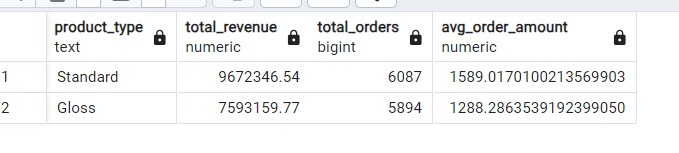 product_type total_revenue total_orders avg_order_amount
text numeric bigint numeric
1 Standard 9672346.54 6087 1589.0170100213569903
2 Gloss 7593159.77 5894 1288.2863539192399050